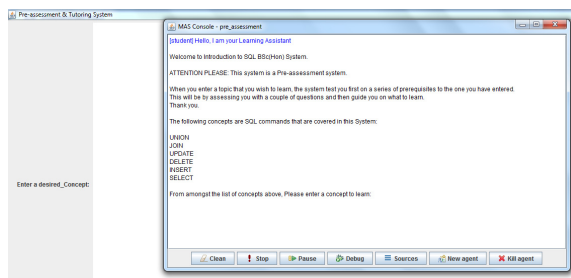 Pre-assessment & Tutoring System
MAS Console - pre_assessment
[student] Hello, I am your Learning Assistant
Welcome to Introduction to SQL BSc(Hon) System.
ATTENTION PLEASE: This system is a Pre-assessment system.
When you enter a topic that you wish to learn, the system test you first on a series of prerequisites to the one you have entered.
This will be by assessing you with a couple of questions and then guide you on what to learn.
Thank you.
The following concepts are SQL commands that are covered in this System:
UNION
JOIN
UPDATE
DELETE
INSERT
SELECT
From amongst the list of concepts above, Please enter a concept to learn:
Enter a desired_Concept:
Clean Stop Pause Debug Sources New agent Kill agent